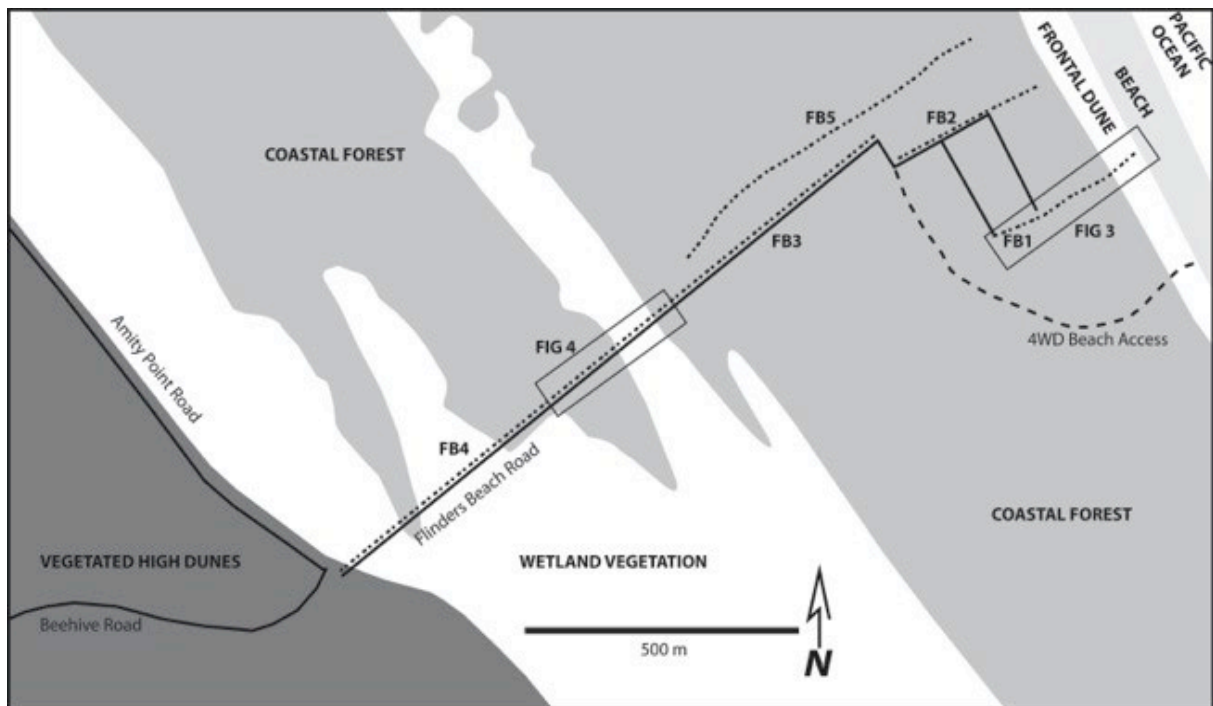 PACIFIC
OCEAN
BEACH
FRONTAL DUNE
COASTAL FOREST
FB5
FB2
FB1
FIG 3
FB3
4WD Beach Access
FIG 4
Amity Point Road
FB4
Flinders Beach Road
COASTAL FOREST
VEGETATED HIGH DUNES
WETLAND VEGETATION
Beehive Road
500 m
N